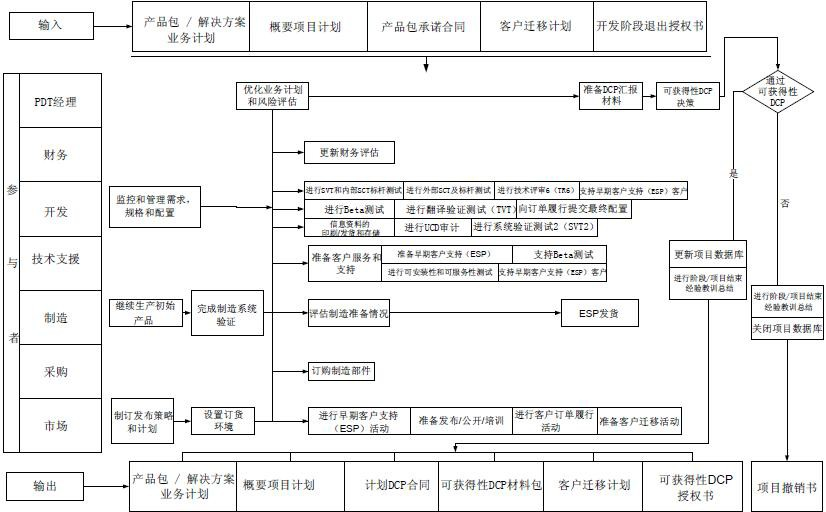 输入
产品包 / 解决方案
业务计划
概要项目计划
产品包承诺合同
客户迁移计划
开发阶段退出授权书
参与者
PDT经理
财务
开发
技术支援
制造
采购
市场
优化业务计划
和风险评估
准备DCP汇报
材料
可获得性DCP
决策
通过
可获得性
DCP
是
否
更新财务评估
监控和管理需求，
规格和配置
进行SVT和内部SCT标杆测试
进行外部SCT及标杆测试
进行技术评审6（TR6）
支持早期客户支持（ESP）客户
进行Beta测试
进行翻译验证测试（TVT）
向订单履行提交最终配置
信息资料的
印刷/发货和存储
进行UCD审计
进行系统验证测试2（SVT2）
准备客户服务和
支持
准备早期客户支持（ESP）
支持Beta测试
进行可安装性和可服务性测试
支持早期客户支持（ESP）客户
更新项目数据库
进行阶段/项目结束
经验教训总结
进行阶段/项目结束
经验教训总结
关闭项目数据库
继续生产初始
产品
完成制造系统
验证
评估制造准备情况
ESP发货
订购制造部件
制订发布策略
和计划
设置订货
环境
进行早期客户支持
（ESP）活动
准备发布/公开/培训
进行客户订单履行
活动
准备客户迁移活动
输出
产品包 / 解决方案
业务计划
概要项目计划
计划DCP合同
可获得性DCP材料包
客户迁移计划
可获得性DCP
授权书
项目撤销书